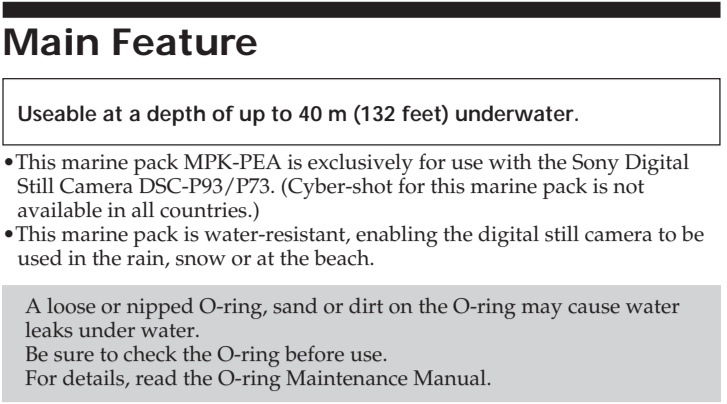 Main Feature
Useable at a depth of up to 40 m (132 feet) underwater.
•This marine pack MPK-PEA is exclusively for use with the Sony Digital
Still Camera DSC-P93/P73. (Cyber-shot for this marine pack is not
available in all countries.)
•This marine pack is water-resistant, enabling the digital still camera to be
used in the rain, snow or at the beach.
A loose or nipped O-ring, sand or dirt on the O-ring may cause water
leaks under water.
Be sure to check the O-ring before use.
For details, read the O-ring Maintenance Manual.